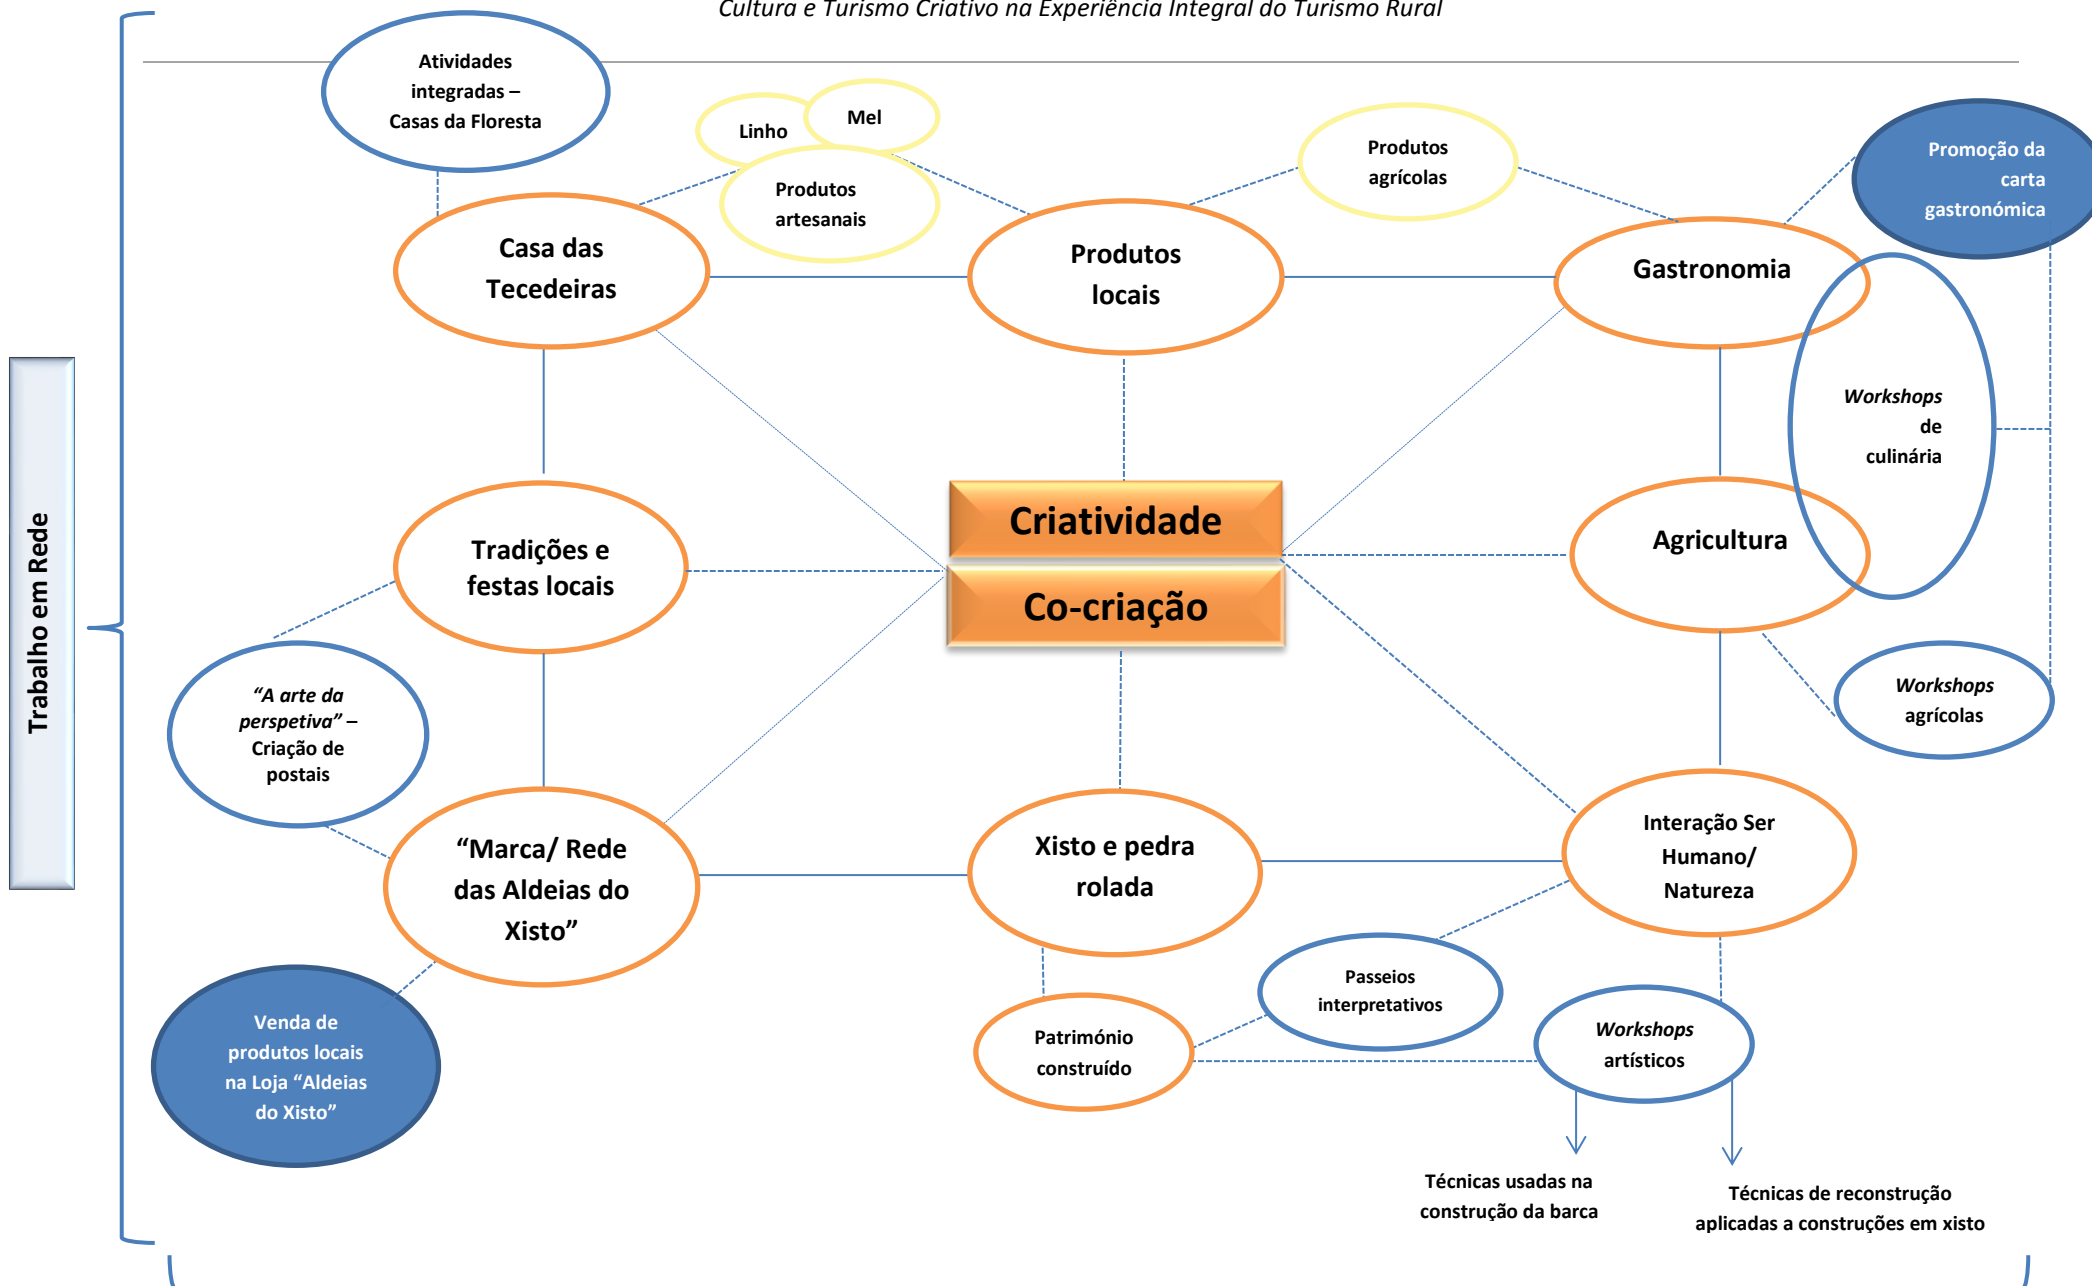 Cultura e Turismo Criativo na Experiência Integral do Turismo Rural
Atividades
integradas –
Casas da Floresta
Linho
Mel
Produtos
artesanais
Produtos
agrícolas
Promoção da
carta
gastronómica
Casa das
Tecedeiras
Produtos
locais
Gastronomia
Workshops
de
culinária
Trabalho em Rede
Criatividade
Co-criação
Tradições e
festas locais
Agricultura
"A arte da
perspetiva" –
Criação de
postais
Workshops
agrícolas
"Marca/ Rede
das Aldeias do
Xisto"
Xisto e pedra
rolada
Interação Ser
Humano/
Natureza
Venda de
produtos locais
na Loja "Aldeias
do Xisto"
Património
construído
Passeios
interpretativos
Workshops
artísticos
Técnicas usadas na
construção da barca
Técnicas de reconstrução
aplicadas a construções em xisto